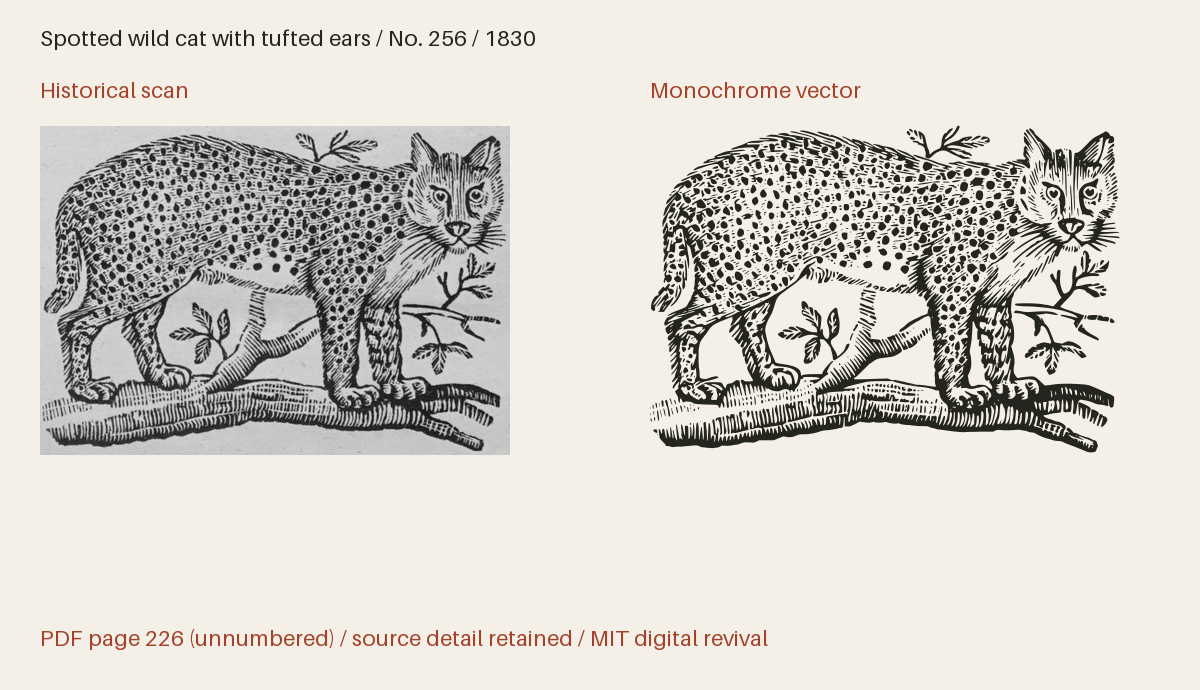 Spotted wild cat with tufted ears / No. 256 / 1830
Historical scan
Monochrome vector
PDF page 226 (unnumbered) / source detail retained / MIT digital revival